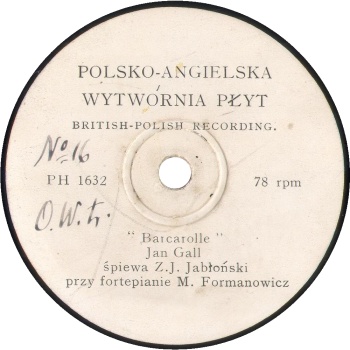 POLSKO-ANGIELSKA
WYTWÓRNIA PŁYT
BRITISH-POLISH RECORDING.
No 16
PH 1632 78 rpm
O.W.
" Barcarolle "
Jan Gall
śpiewa Z.J. Jabłoński
przy fortepianie M. Formanowicz